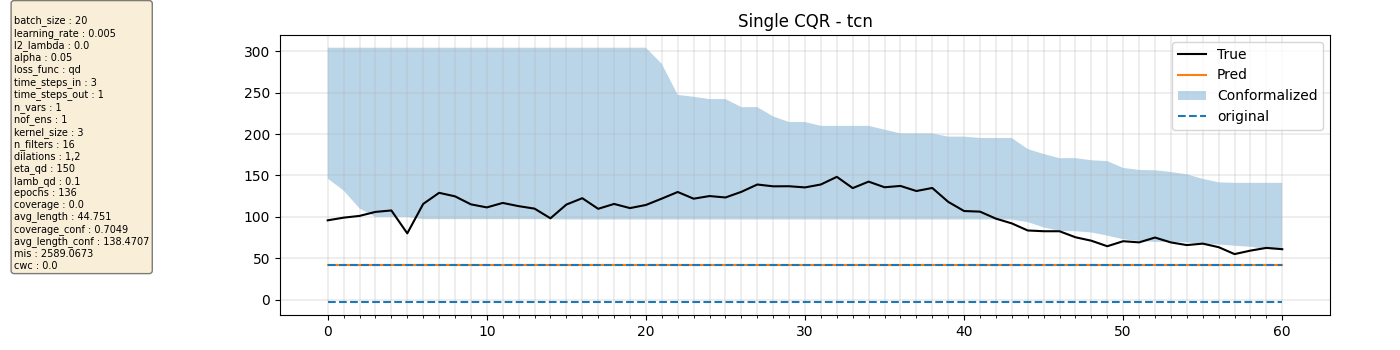 batch_size : 20
learning_rate : 0.005
l2_lambda : 0.0
alpha : 0.05
loss_func : qd
time_steps_in : 3
time_steps_out : 1
n_vars : 1
nof_ens : 1
kernel_size : 3
n_filters : 16
dilations : 1,2
eta_qd : 150
lamb_qd : 0.1
epochs : 136
coverage : 0.0
avg_length : 44.751
coverage_conf : 0.7049
avg_length_conf : 138.4707
mis : 2589.0673
cwc : 0.0
Single CQR - tcn
300
250
200
150
100
50
0
0 10 20 30 40 50 60
True
Pred
Conformalized
original